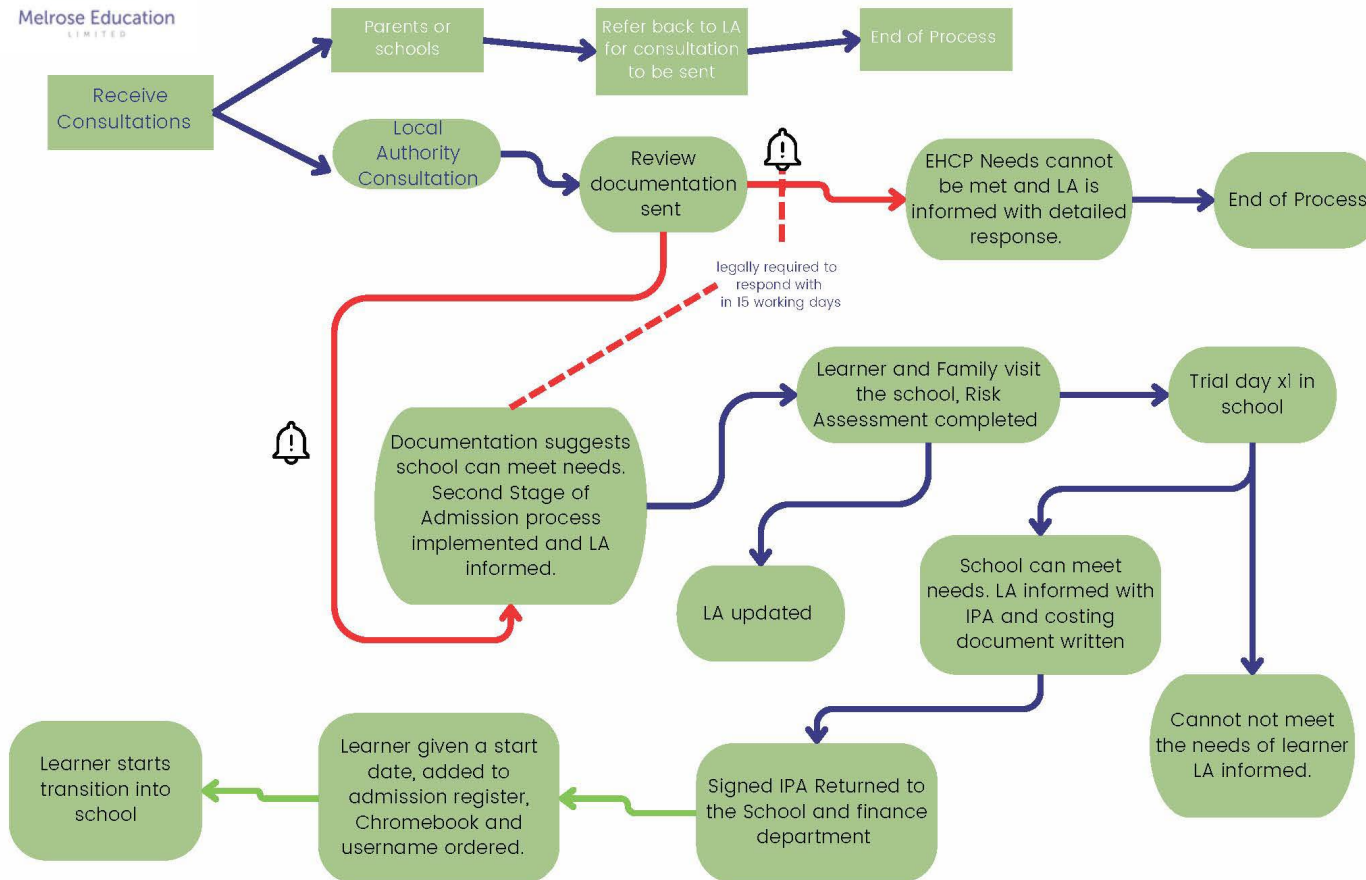 Melrose Education
LIMITED
Receive
Consultations
Parents or
schools
Refer back to LA
for consultation
to be sent
End of Process
Local
Authority
Consultation
Review
documentation
sent
EHCP Needs cannot
be met and LA is
informed with detailed
response.
End of Process
legally required to
respond with
in 15 working days
Documentation suggests
school can meet needs.
Second Stage of
Admission process
implemented and LA
informed.
Learner and Family visit
the school, Risk
Assessment completed
Trial day x1 in
school
LA updated
School can meet
needs. LA informed with
IPA and costing
document written
Cannot not meet
the needs of learner
LA informed.
Signed IPA Returned to
the School and finance
department
Learner given a start
date, added to
admission register,
Chromebook and
username ordered.
Learner starts
transition into
school